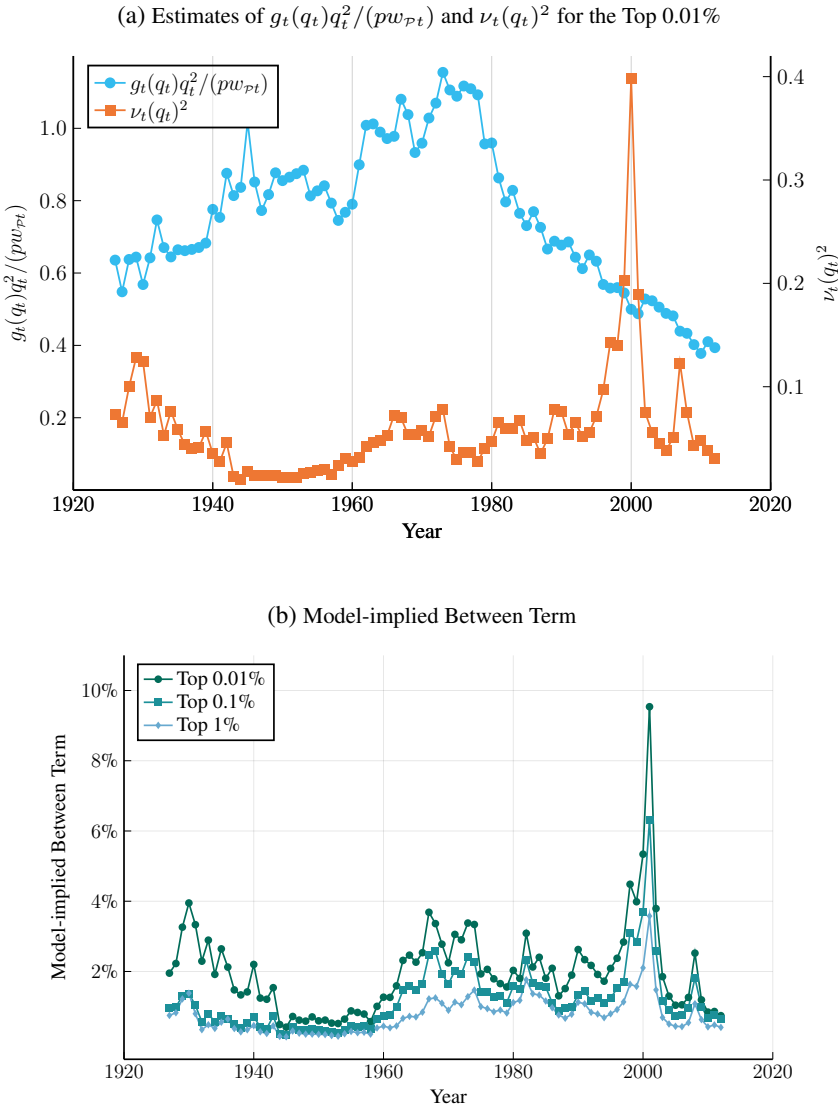 (a) Estimates of g_t(q_t)q_t^2/(pw_{𝒫t}) and ν_t(q_t)^2 for the Top 0.01%
g_t(q_t)q_t^2/(pw_{𝒫t})
ν_t(q_t)^2
1.0
0.8
0.6
0.4
0.2
g_t(q_t)q_t^2/(pw_{𝒫t})
0.4
0.3
0.2
0.1
ν_t(q_t)^2
1920
1940
1960
1980
2000
2020
Year
(b) Model-implied Between Term
Top 0.01%
Top 0.1%
Top 1%
10%
8%
6%
4%
2%
Model-implied Between Term
1920
1940
1960
1980
2000
2020
Year